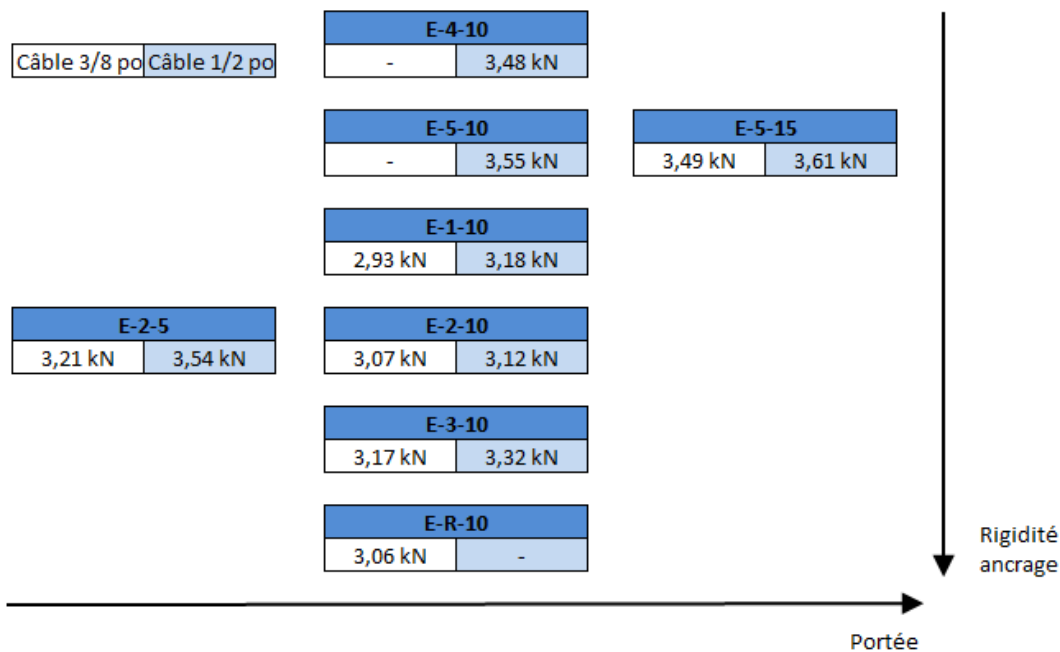 E-4-10
Câble 3/8 po Câble 1/2 po
- 3,48 kN
E-5-10 E-5-15
- 3,55 kN 3,49 kN 3,61 kN
E-1-10
2,93 kN 3,18 kN
E-2-5 E-2-10
3,21 kN 3,54 kN 3,07 kN 3,12 kN
E-3-10
3,17 kN 3,32 kN
E-R-10
3,06 kN -
Rigidité
ancrage
Portée